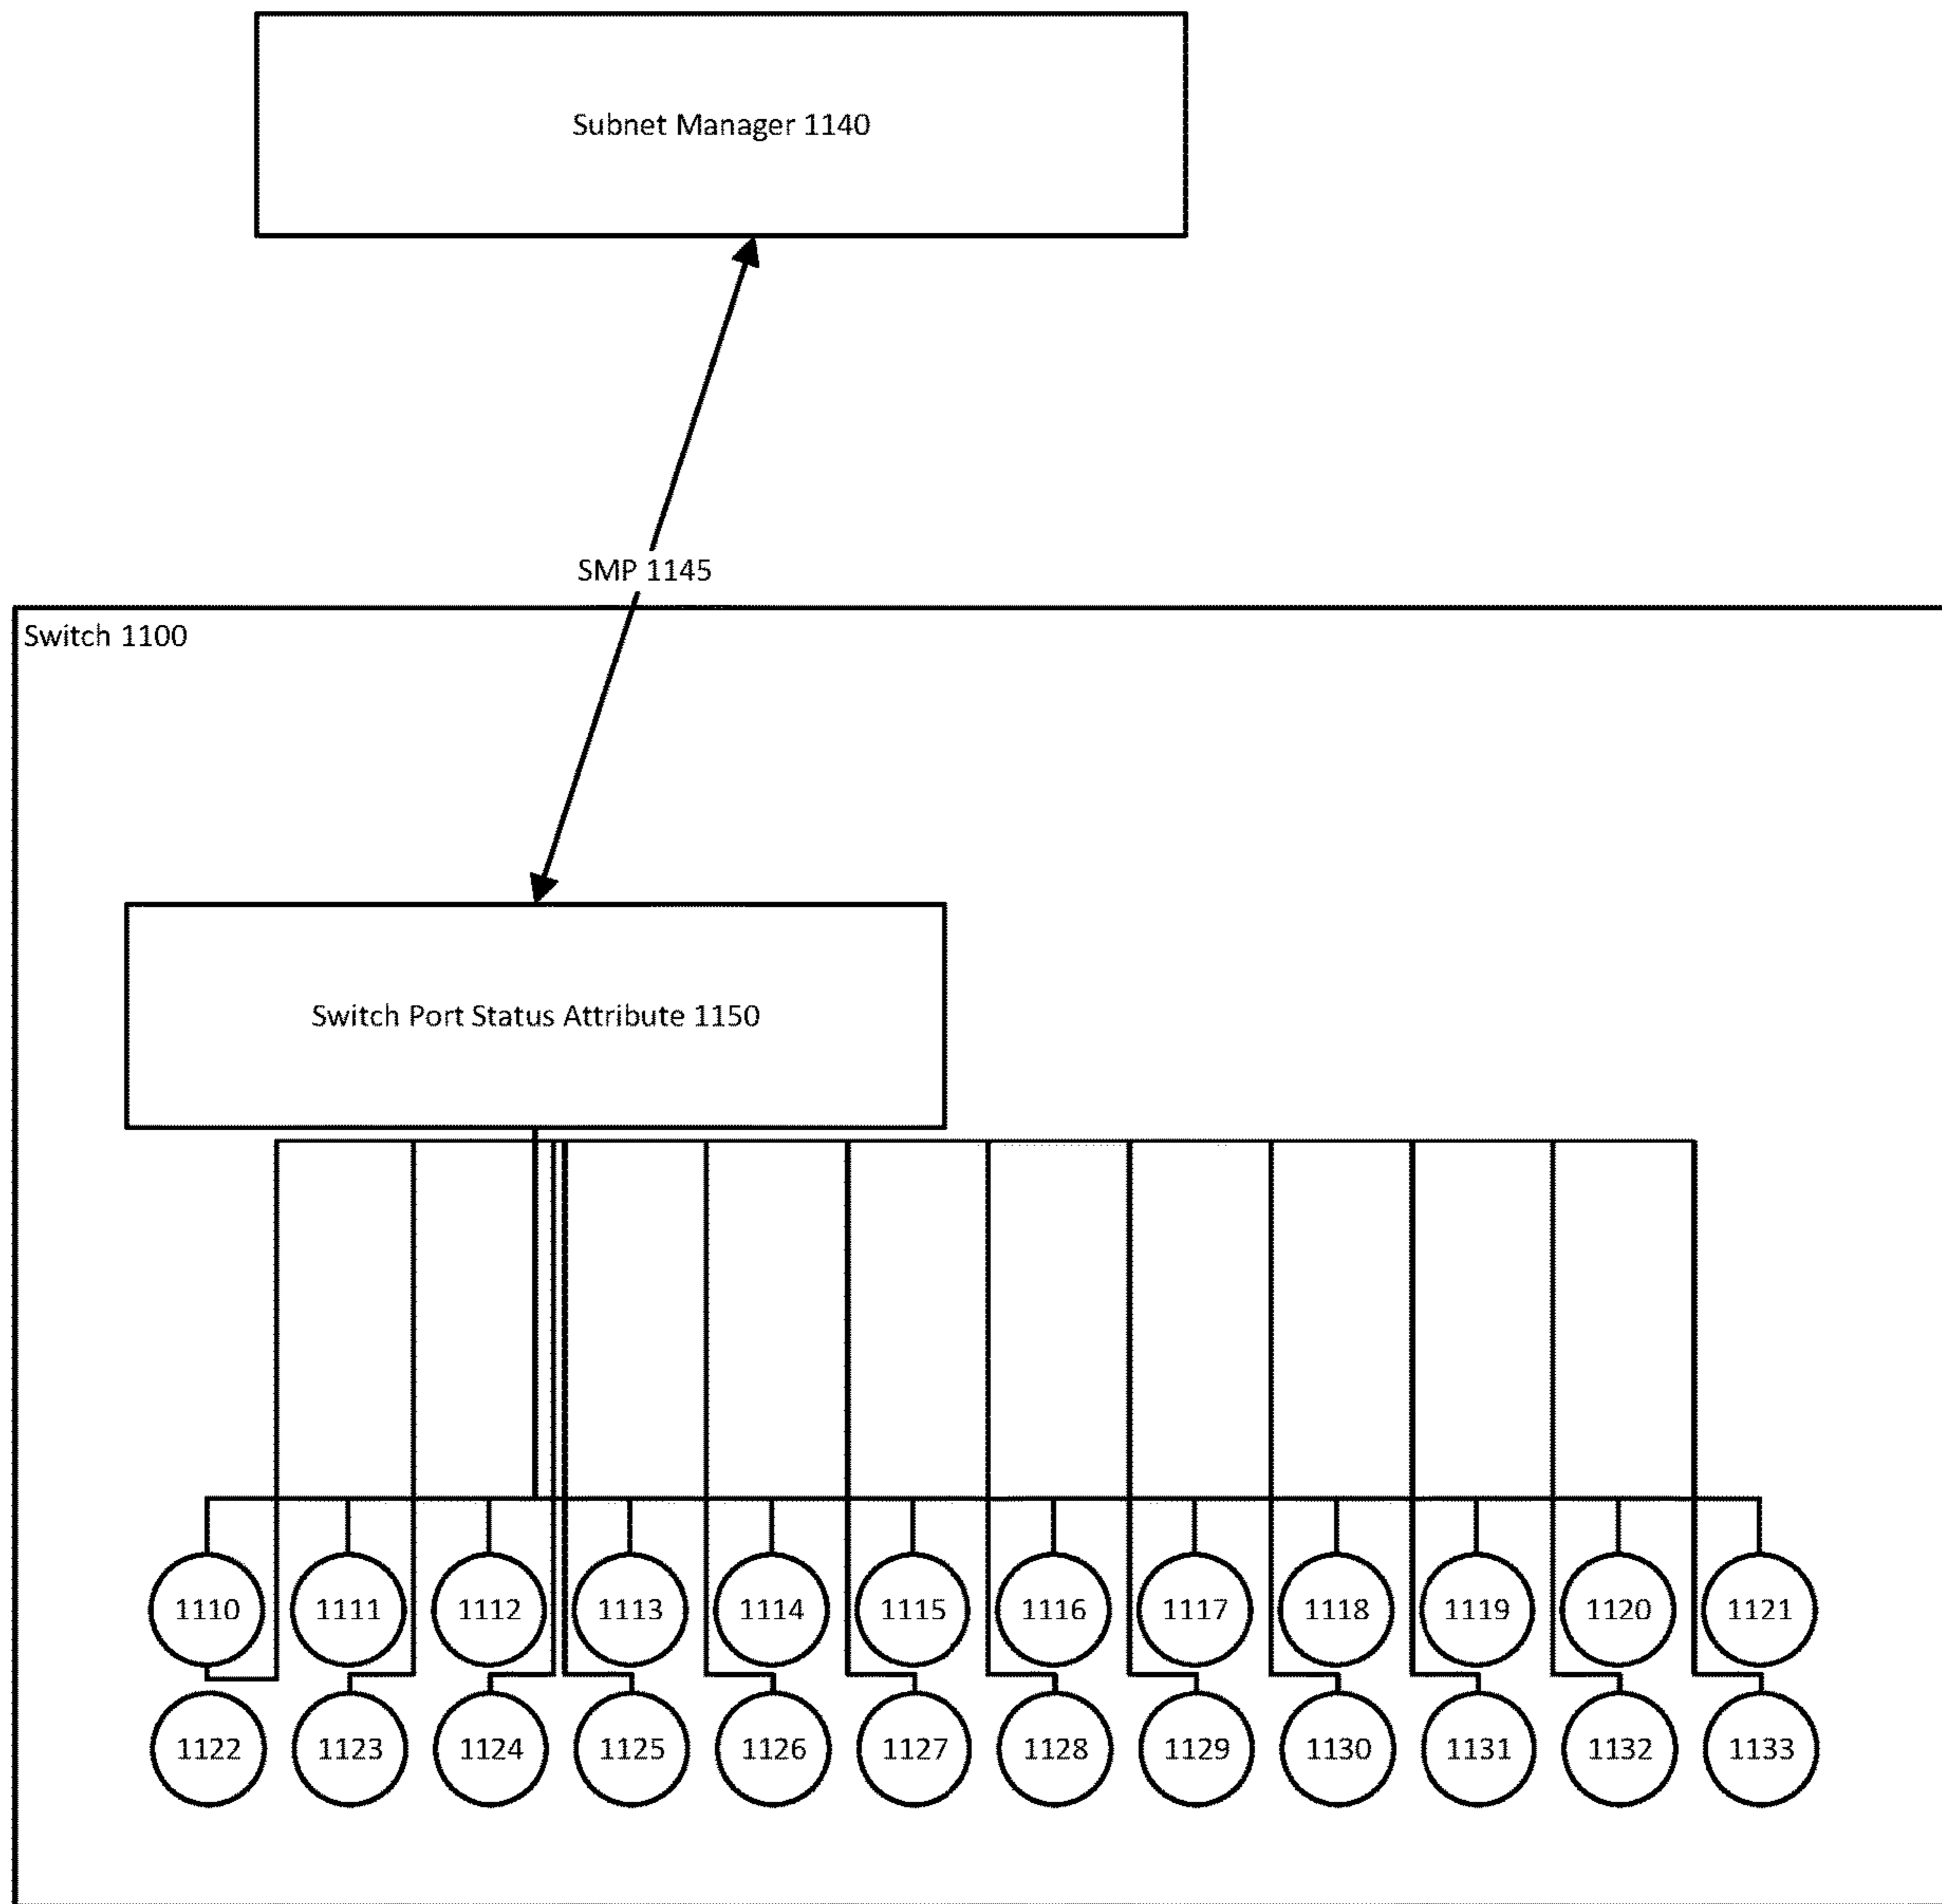 Subnet Manager 1140
SMP 1145
Switch 1100
Switch Port Status Attribute 1150
1110 1111 1112 1113 1114 1115 1116 1117 1118 1119 1120 1121
1122 1123 1124 1125 1126 1127 1128 1129 1130 1131 1132 1133